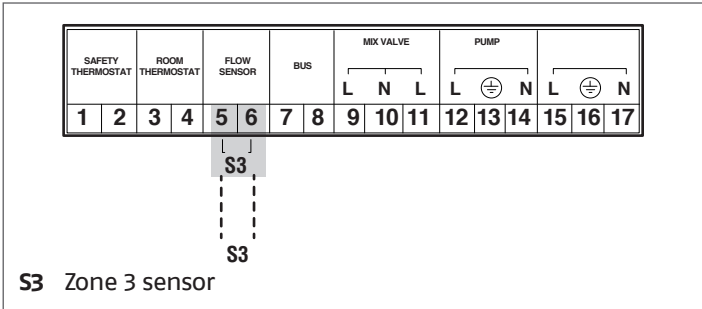 MIX VALVE PUMP
SAFETY THERMOSTAT ROOM THERMOSTAT FLOW SENSOR BUS
L N L L N L N
1 2 3 4 5 6 7 8 9 10 11 12 13 14 15 16 17
S3
S3
S3 Zone 3 sensor